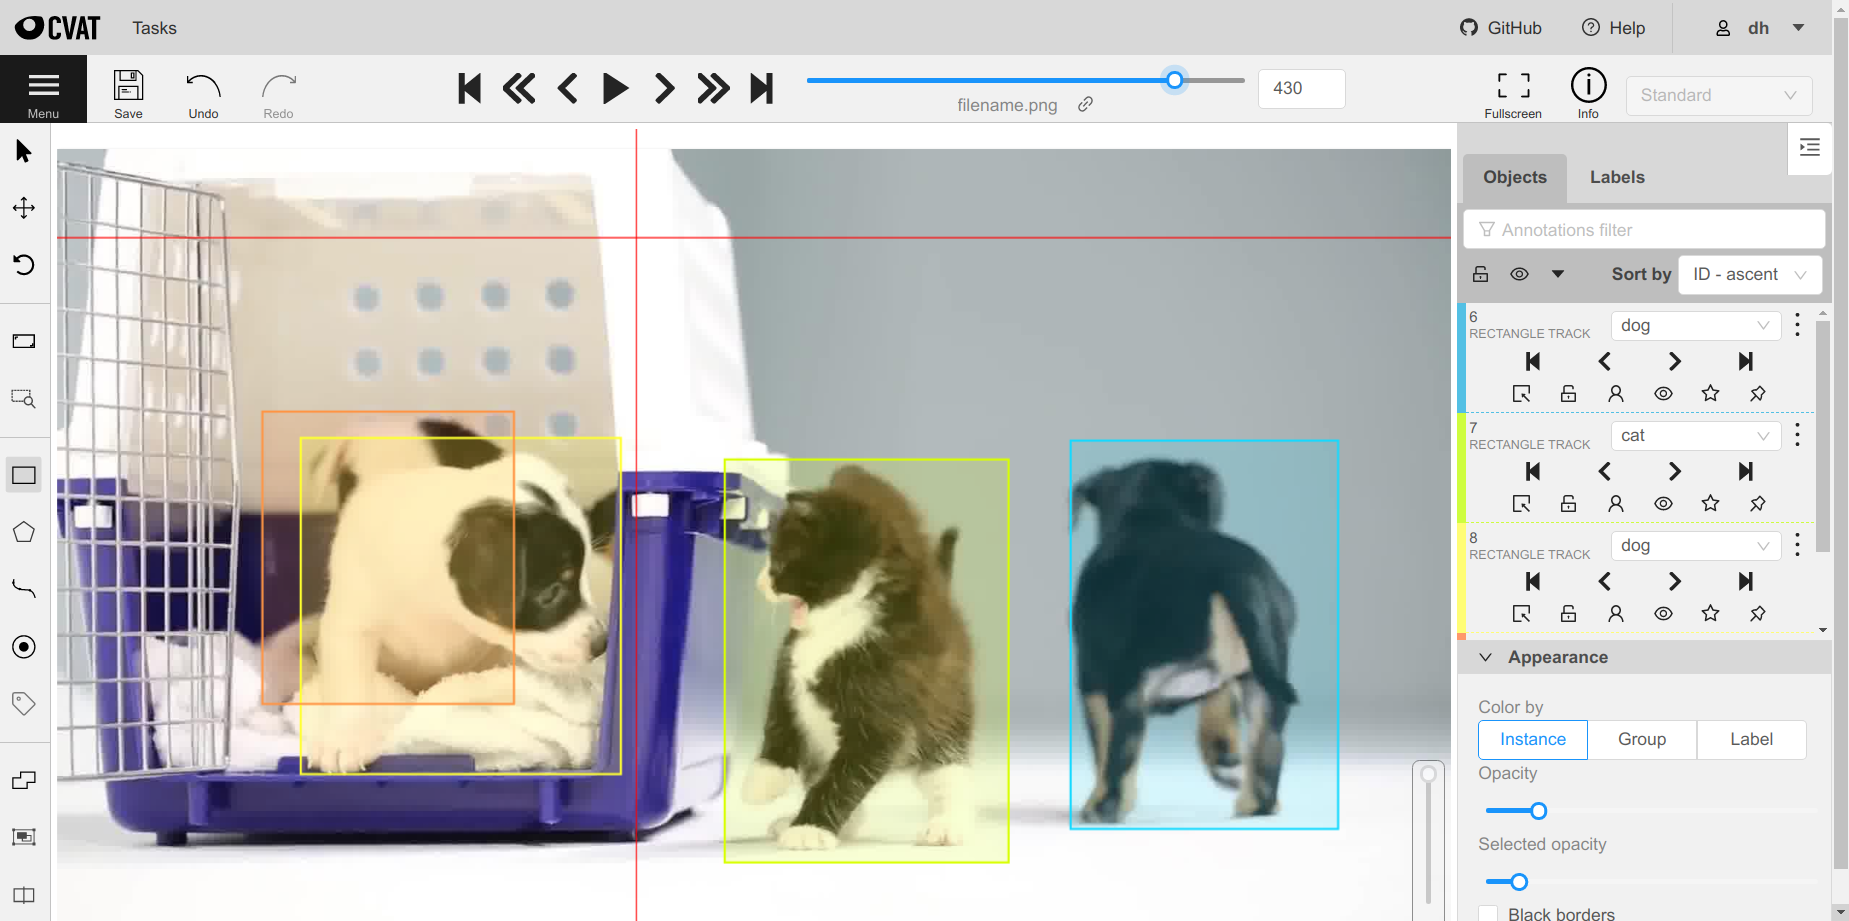 CVAT Tasks GitHub Help dh
Menu Save Undo Redo filename.png 430 Fullscreen Info Standard
Objects Labels
Annotations filter
Sort by ID - ascent
6
RECTANGLE TRACK dog
7
RECTANGLE TRACK cat
8
RECTANGLE TRACK dog
Appearance
Color by
Instance Group Label
Opacity
Selected opacity
Black borders